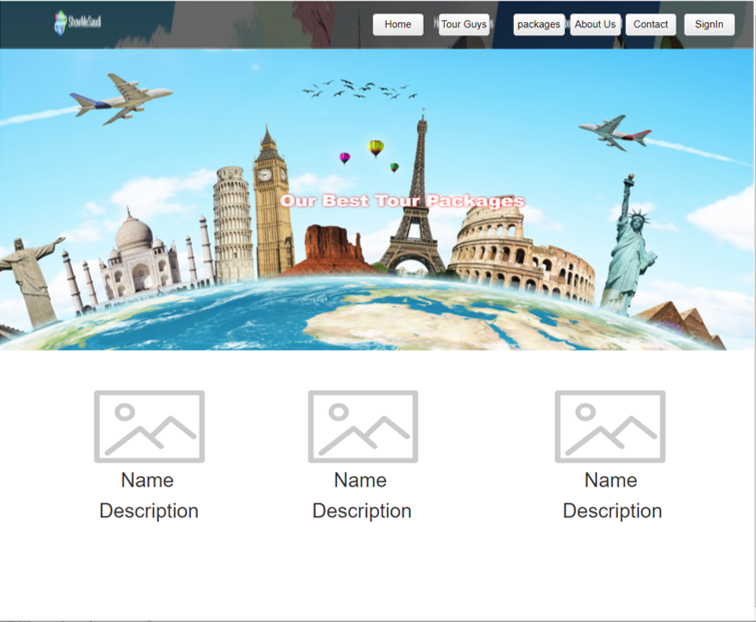 ShowMeSaudi
Home
Tour Guys
packages
About Us
Contact
SignIn
Our Best Tour Packages
Name
Name
Name
Description
Description
Description